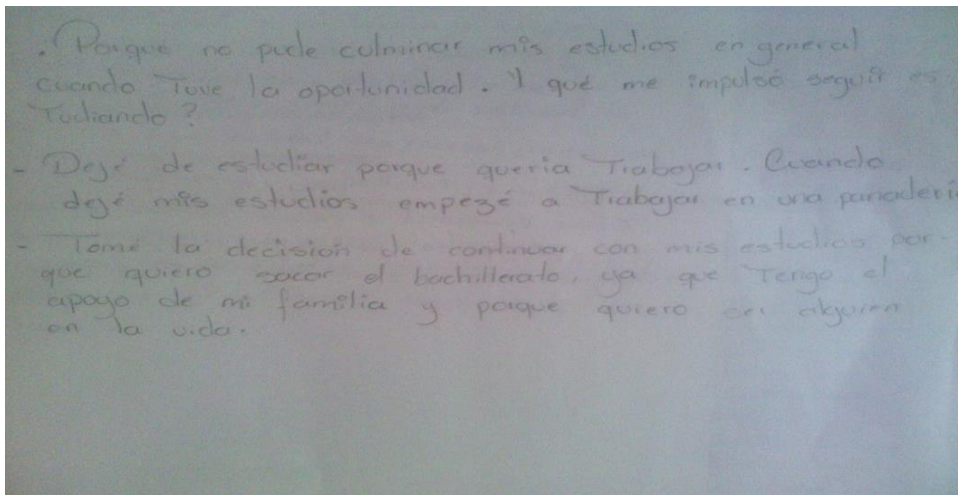 . Porque no pude culminar mis estudios en general
cuando Tuve la oportunidad. Y qué me impulsó seguir es
Tudiando?
- Dejé de estudiar porque queria Trabajar. Cuando
dejé mis estudios empezé a Trabajar en una panaderi
- Tomé la decisión de continuar con mis estudios por
que quiero sacar el bachillerato, ya que Tengo el
apoyo de mi familia y porque quiero ser alguien
en la vida.